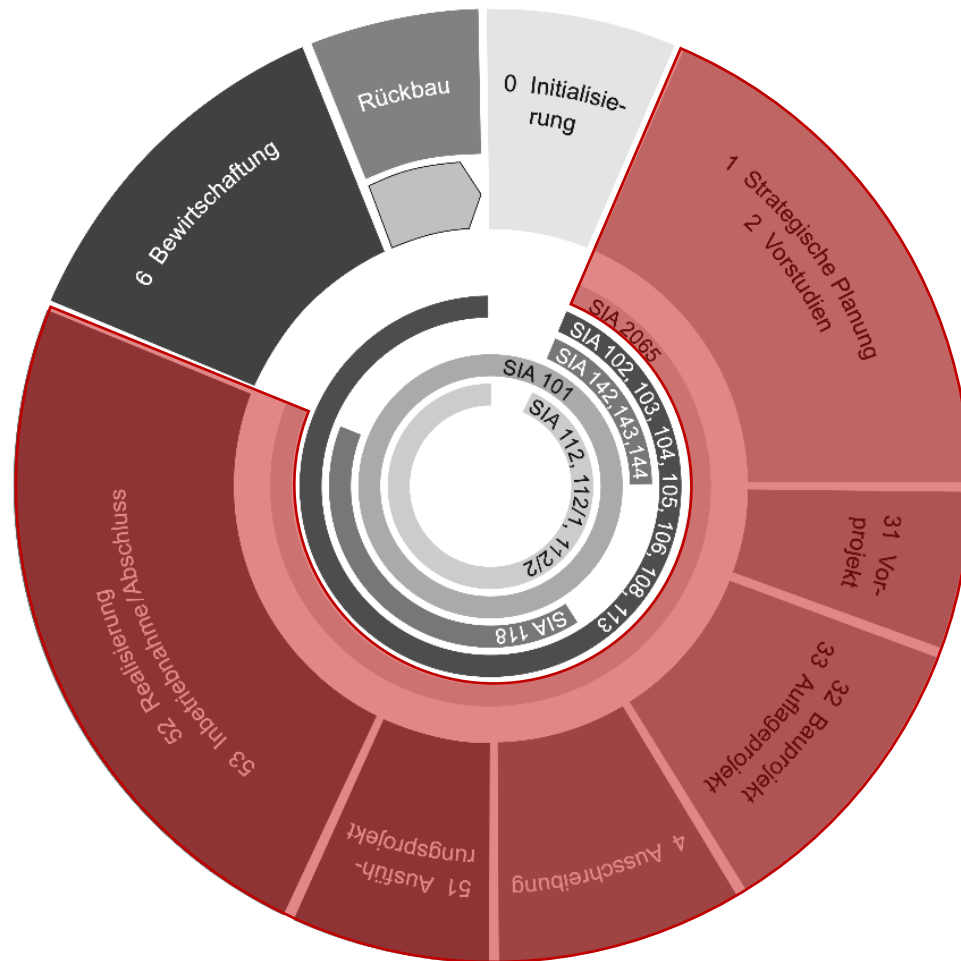 0 Initialisie-
rung
1 Strategische Planung
2 Vorstudien
31 Vor-
projekt
32 Bauprojekt
33 Auflageprojekt
4 Ausschreibung
51 Ausfüh-
rungsprojekt
52 Realisierung
53 Inbetriebnahme/Abschluss
6 Bewirtschaftung
Rückbau
SIA 2065
SIA 102, 103, 104, 105, 106, 108, 113
SIA 142,143,144
SIA 118
SIA 101
SIA 112, 112/1, 112/2